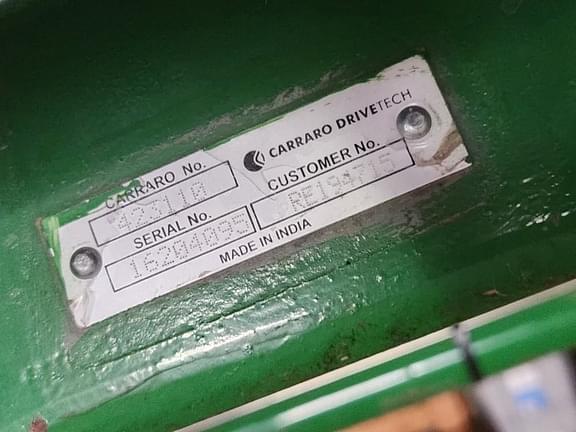 CARRARO DRIVETECH
CARRARO No.
423110
CUSTOMER No.
RE194715
SERIAL No.
16204095
MADE IN INDIA